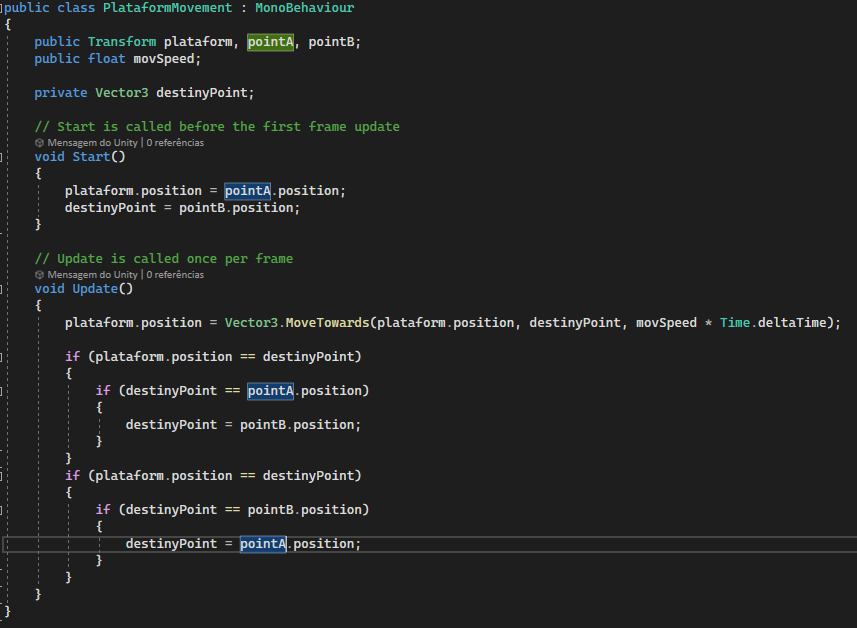 public class PlataformMovement : MonoBehaviour
{
public Transform plataform, pointA, pointB;
public float movSpeed;
private Vector3 destinyPoint;
// Start is called before the first frame update
Mensagem do Unity | 0 referências
void Start()
{
plataform.position = pointA.position;
destinyPoint = pointB.position;
}
// Update is called once per frame
Mensagem do Unity | 0 referências
void Update()
{
plataform.position = Vector3.MoveTowards(plataform.position, destinyPoint, movSpeed * Time.deltaTime);
if (plataform.position == destinyPoint)
{
if (destinyPoint == pointA.position)
{
destinyPoint = pointB.position;
}
}
if (plataform.position == destinyPoint)
{
if (destinyPoint == pointB.position)
{
destinyPoint = pointA.position;
}
}
}
}